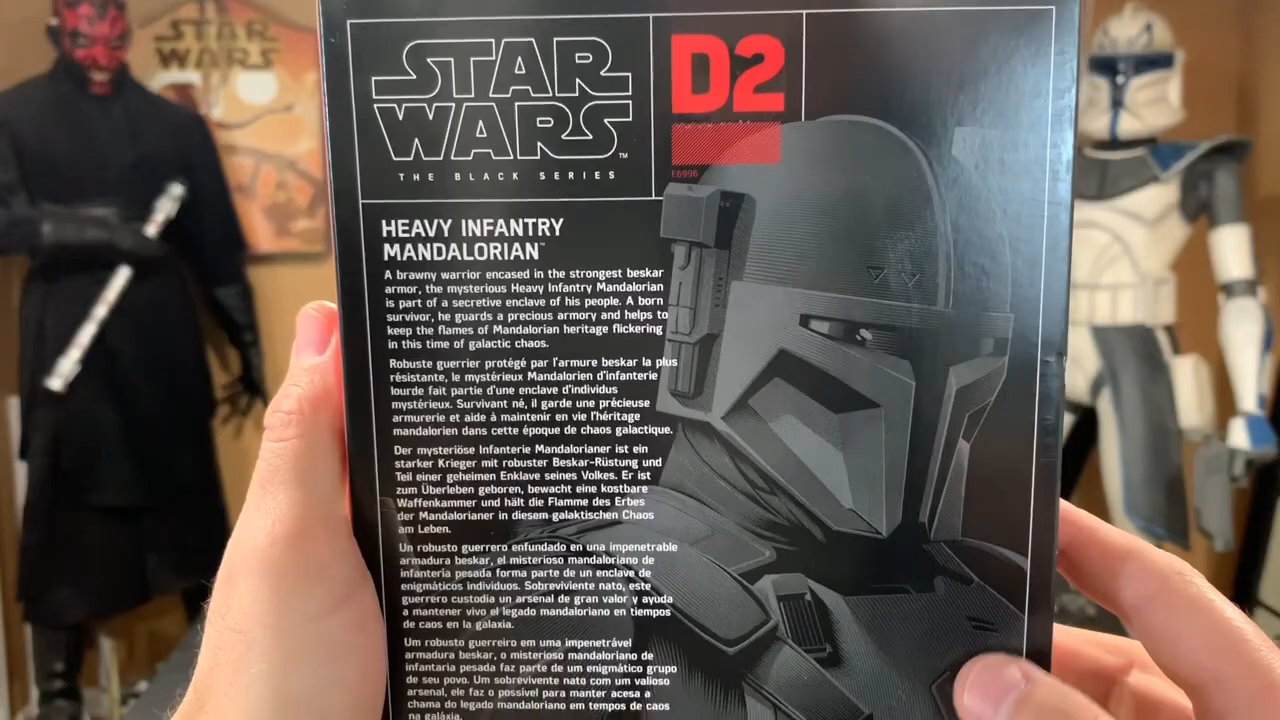 STAR
WARS
STAR
WARS
™
THE BLACK SERIES
D2
E6996
HEAVY INFANTRY
MANDALORIAN™
A brawny warrior encased in the strongest beskar
armor, the mysterious Heavy Infantry Mandalorian
is part of a secretive enclave of his people. A born
survivor, he guards a precious armory and helps to
keep the flames of Mandalorian heritage flickering
in this time of galactic chaos.
Robuste guerrier protégé par l'armure beskar la plus
résistante, le mystérieux Mandalorien d'infanterie
lourde fait partie d'une enclave d'individus
mystérieux. Survivant né, il garde une précieuse
armurerie et aide à maintenir en vie l'héritage
mandalorien dans cette époque de chaos galactique.
Der mysteriöse Infanterie Mandalorianer ist ein
starker Krieger mit robuster Beskar-Rüstung und
Teil einer geheimen Enklave seines Volkes. Er ist
zum Überleben geboren, bewacht eine kostbare
Waffenkammer und hält die Flamme des Erbes
der Mandalorianer in diesem galaktischen Chaos
am Leben.
Un robusto guerrero enfundado en una impenetrable
armadura beskar, el misterioso mandaloriano de
infantería pesada forma parte de un enclave de
enigmáticos individuos. Sobreviviente nato, este
guerrero custodia un arsenal de gran valor y ayuda
a mantener vivo el legado mandaloriano en tiempos
de caos en la galaxia.
Um robusto guerreiro em uma impenetrável
armadura beskar, o misterioso mandaloriano de
infantaria pesada faz parte de um enigmático grupo
de seu povo. Um sobrevivente nato com um valioso
arsenal, ele faz o possível para manter acesa a
chama do legado mandaloriano em tempos de caos
na galáxia.